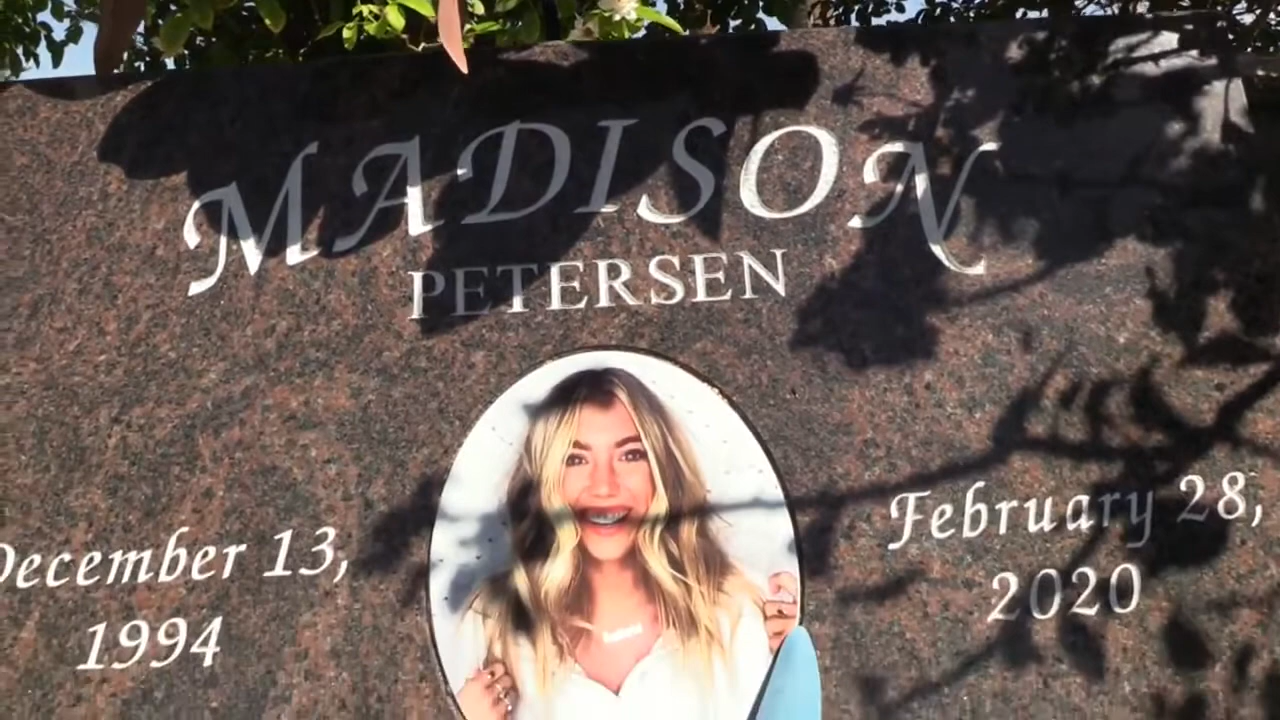 MADISON
PETERSEN
December 13,
1994
February 28,
2020